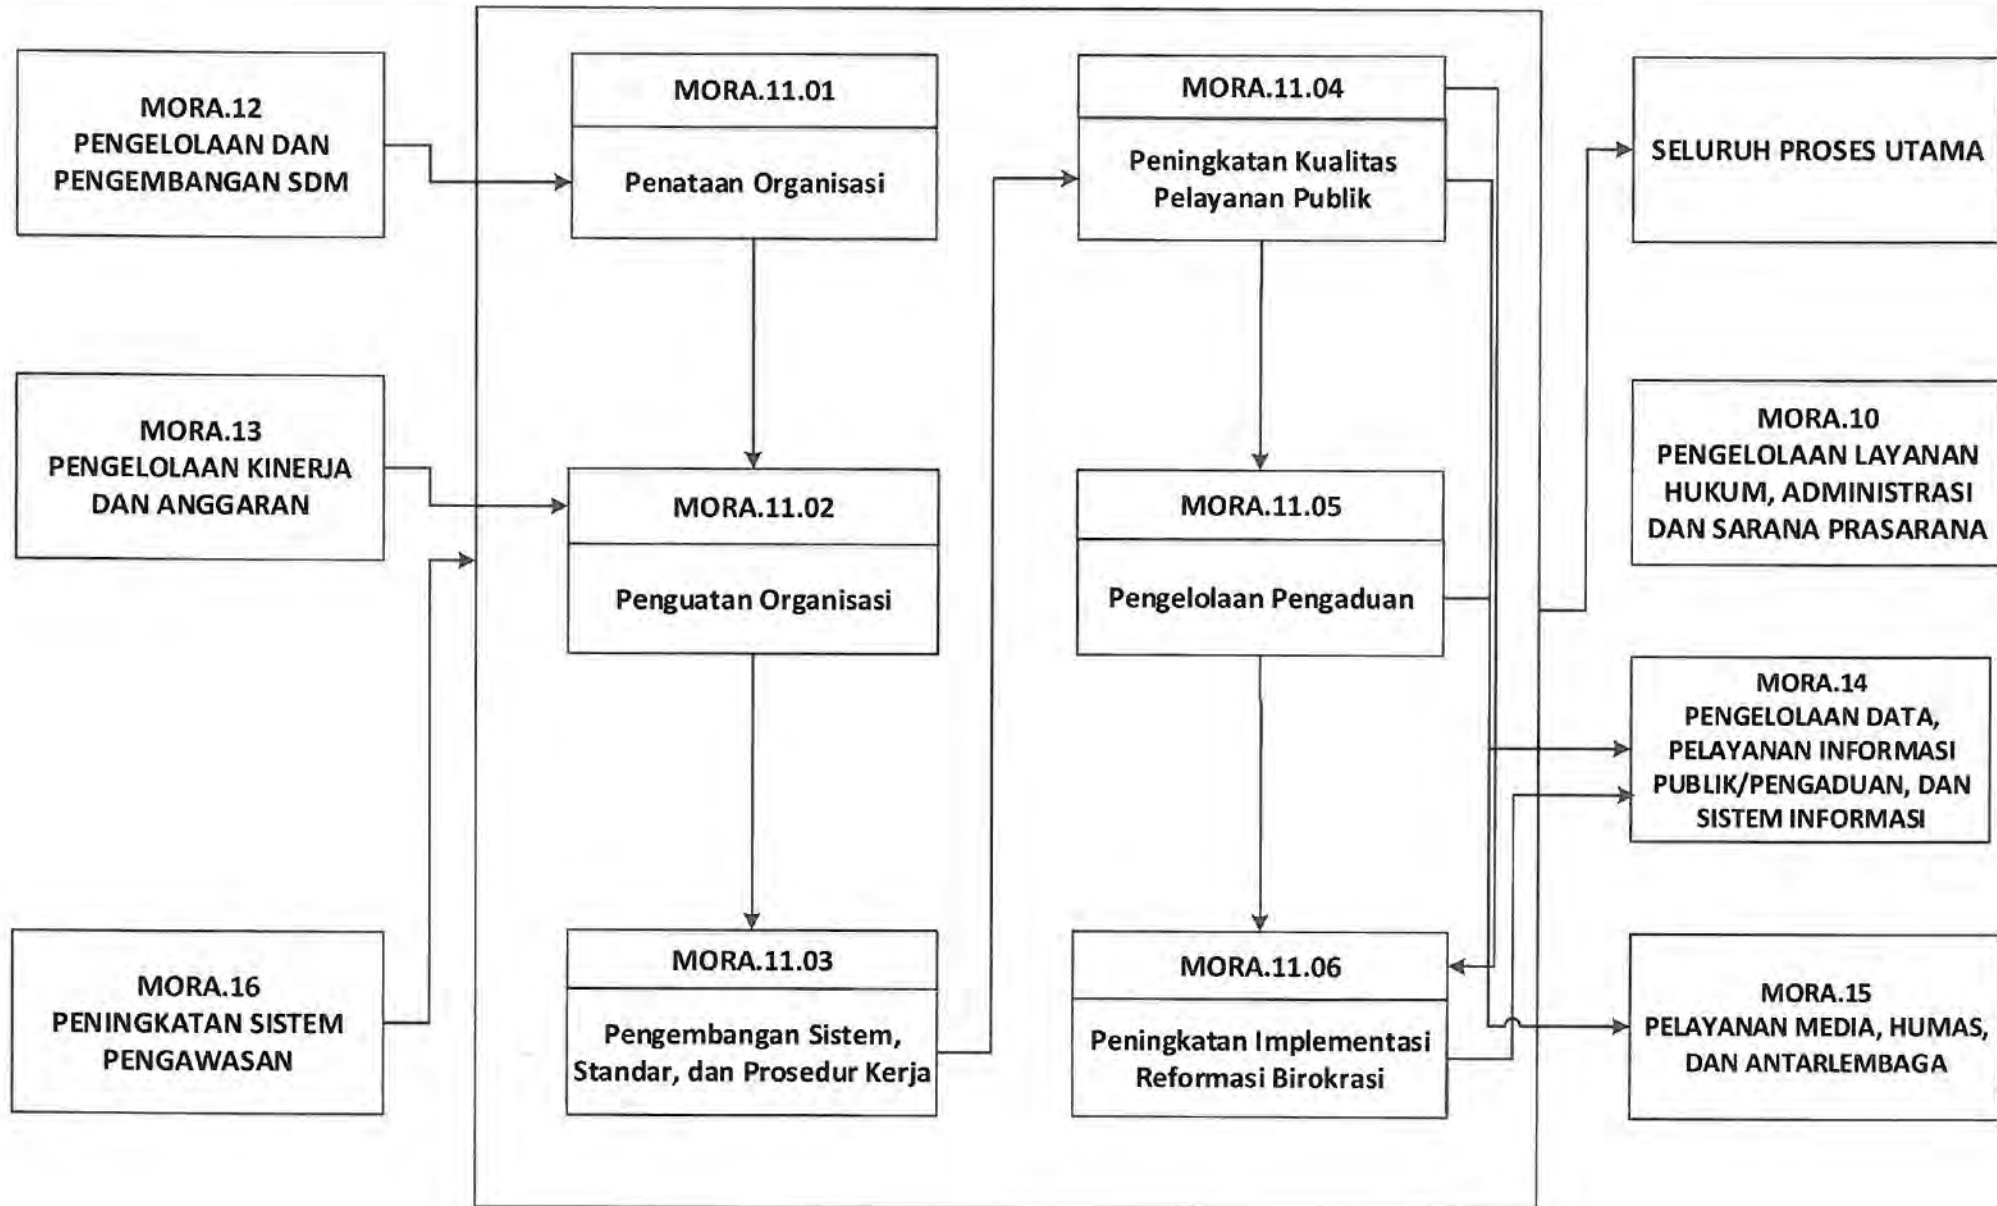 MORA.12
PENGELOLAAN DAN
PENGEMBANGAN SDM
MORA.13
PENGELOLAAN KINERJA
DAN ANGGARAN
MORA.16
PENINGKATAN SISTEM
PENGAWASAN
MORA.11.01
Penataan Organisasi
MORA.11.02
Penguatan Organisasi
MORA.11.03
Pengembangan Sistem,
Standar, dan Prosedur Kerja
MORA.11.04
Peningkatan Kualitas
Pelayanan Publik
MORA.11.05
Pengelolaan Pengaduan
MORA.11.06
Peningkatan Implementasi
Reformasi Birokrasi
SELURUH PROSES UTAMA
MORA.10
PENGELOLAAN LAYANAN
HUKUM, ADMINISTRASI
DAN SARANA PRASARANA
MORA.14
PENGELOLAAN DATA,
PELAYANAN INFORMASI
PUBLIK/PENGADUAN, DAN
SISTEM INFORMASI
MORA.15
PELAYANAN MEDIA, HUMAS,
DAN ANTARLEMBAGA